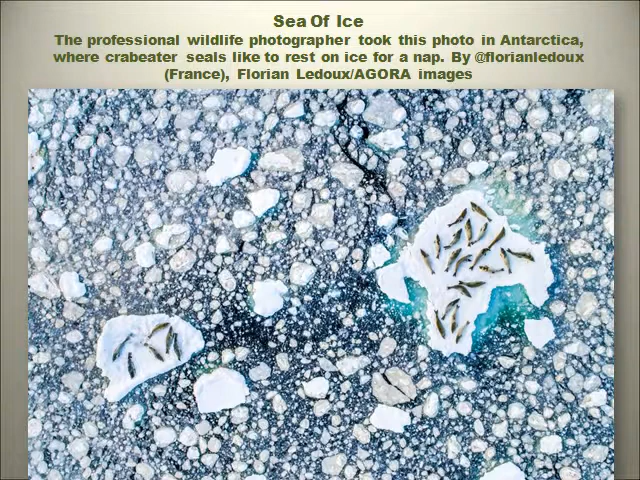 Sea Of Ice
The professional wildlife photographer took this photo in Antarctica,
where crabeater seals like to rest on ice for a nap. By @florianledoux
(France), Florian Ledoux/AGORA images